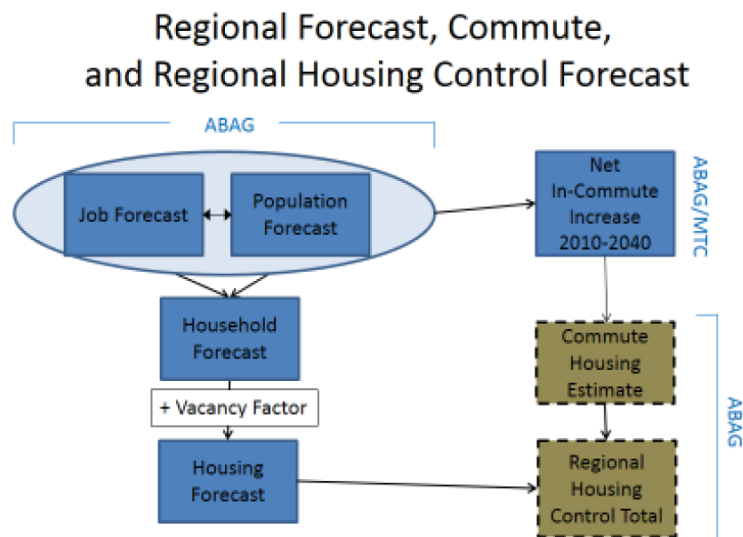 Regional Forecast, Commute,
and Regional Housing Control Forecast
ABAG
Job Forecast
Population
Forecast
Net
In-Commute
Increase
2010-2040
ABAG/MTC
Household
Forecast
+ Vacancy Factor
Housing
Forecast
Commute
Housing
Estimate
Regional
Housing
Control Total
ABAG